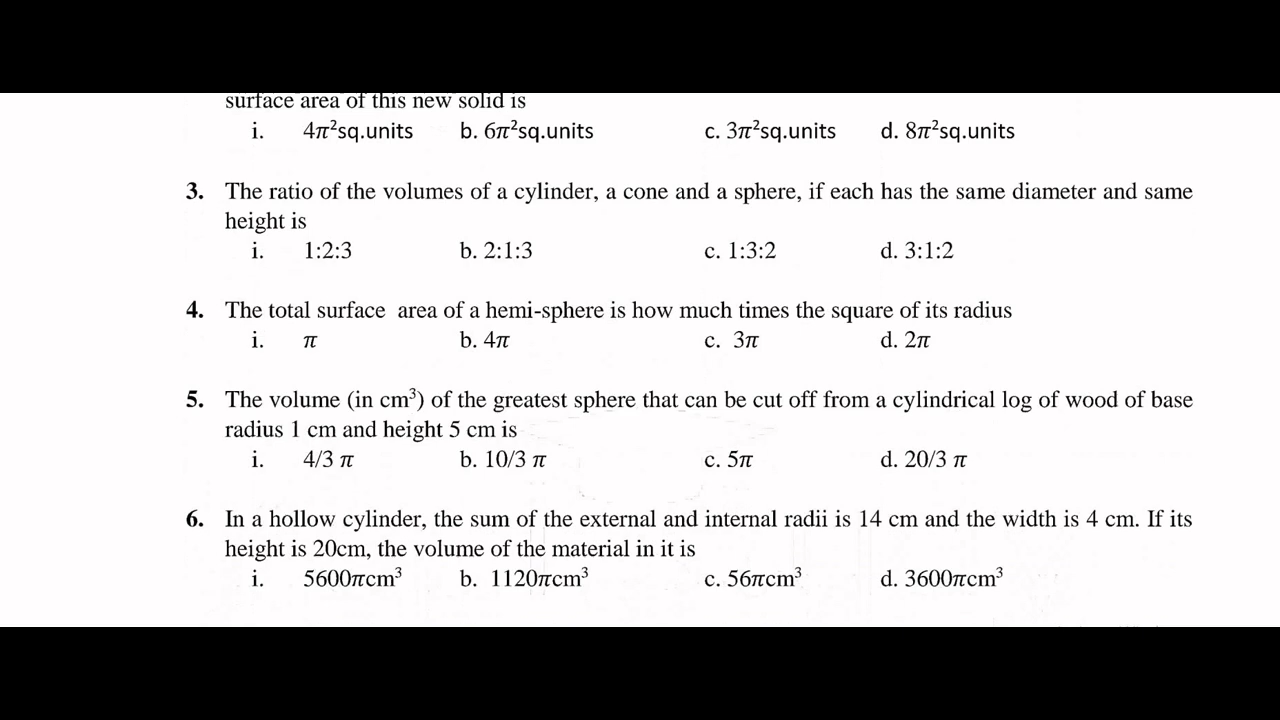 surface area of this new solid is
i. 4π²sq.units b. 6π²sq.units c. 3π²sq.units d. 8π²sq.units
3. The ratio of the volumes of a cylinder, a cone and a sphere, if each has the same diameter and same
height is
i. 1:2:3 b. 2:1:3 c. 1:3:2 d. 3:1:2
4. The total surface area of a hemi-sphere is how much times the square of its radius
i. π b. 4π c. 3π d. 2π
5. The volume (in cm³) of the greatest sphere that can be cut off from a cylindrical log of wood of base
radius 1 cm and height 5 cm is
i. 4/3 π b. 10/3 π c. 5π d. 20/3 π
6. In a hollow cylinder, the sum of the external and internal radii is 14 cm and the width is 4 cm. If its
height is 20cm, the volume of the material in it is
i. 5600πcm³ b. 1120πcm³ c. 56πcm³ d. 3600πcm³